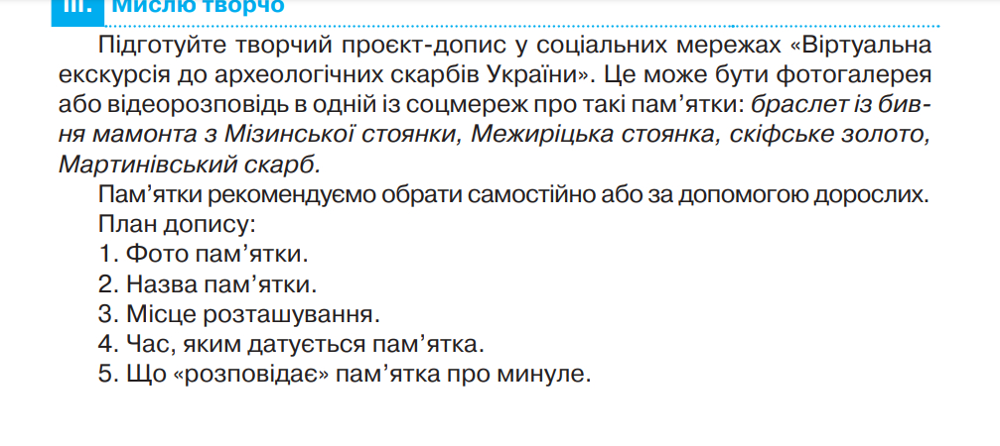 III. Мислю творчо
Підготуйте творчий проєкт-допис у соціальних мережах «Віртуальна
екскурсія до археологічних скарбів України». Це може бути фотогалерея
або відеорозповідь в одній із соцмереж про такі пам’ятки: браслет із бив-
ня мамонта з Мізинської стоянки, Межиріцька стоянка, скіфське золото,
Мартинівський скарб.
Пам’ятки рекомендуємо обрати самостійно або за допомогою дорослих.
План допису:
1. Фото пам’ятки.
2. Назва пам’ятки.
3. Місце розташування.
4. Час, яким датується пам’ятка.
5. Що «розповідає» пам’ятка про минуле.